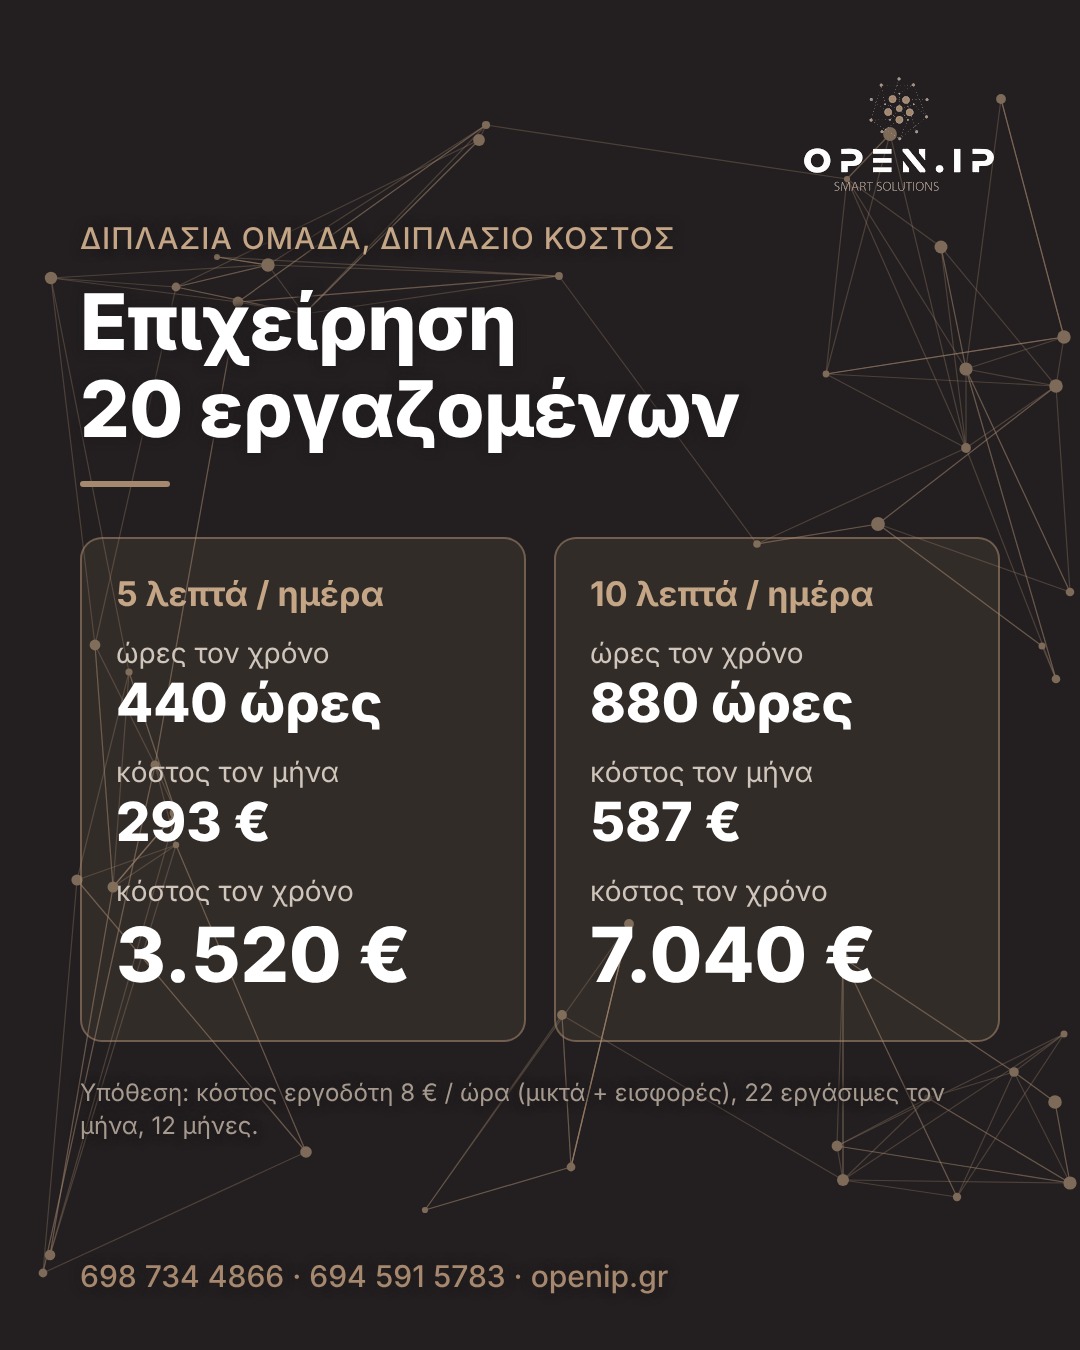 OPEN.IP
SMART SOLUTIONS
ΔΙΠΛΑΣΙΑ ΟΜΑΔΑ, ΔΙΠΛΑΣΙΟ ΚΟΣΤΟΣ
Επιχείρηση
20 εργαζομένων
5 λεπτά / ημέρα
ώρες τον χρόνο
440 ώρες
κόστος τον μήνα
293 €
κόστος τον χρόνο
3.520 €
10 λεπτά / ημέρα
ώρες τον χρόνο
880 ώρες
κόστος τον μήνα
587 €
κόστος τον χρόνο
7.040 €
Υπόθεση: κόστος εργοδότη 8 € / ώρα (μικτά + εισφορές), 22 εργάσιμες τον
μήνα, 12 μήνες.
698 734 4866 · 694 591 5783 · openip.gr